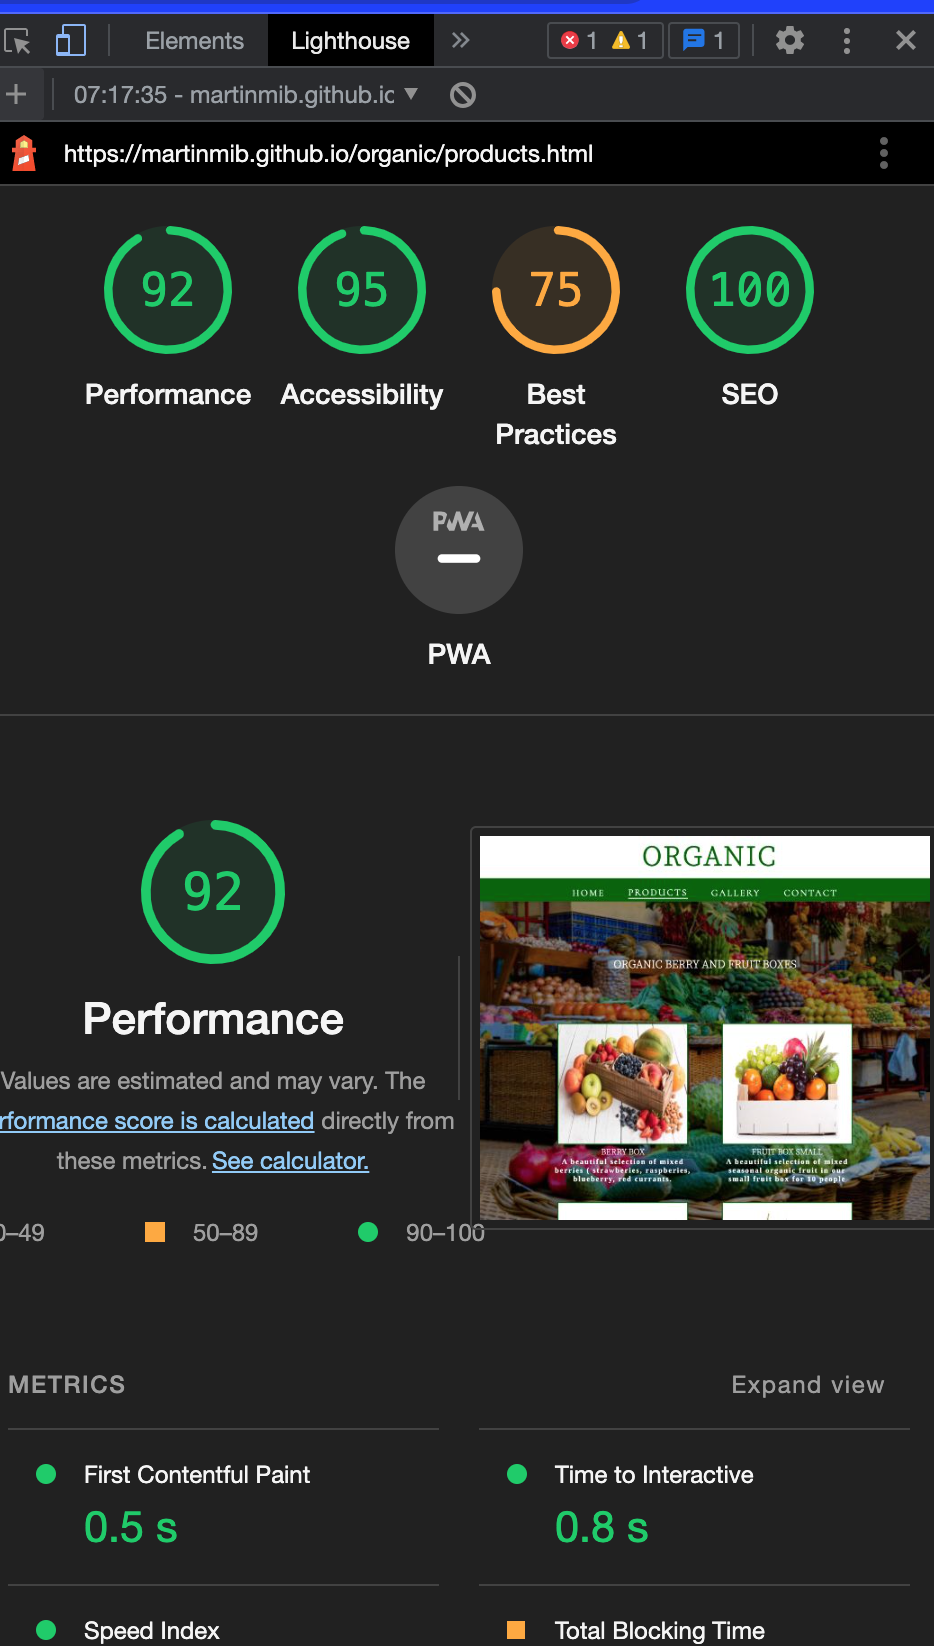 Elements
Lighthouse
1
1
1
07:17:35 - martinmib.github.io
https://martinmib.github.io/organic/products.html
92
95
75
100
Performance
Accessibility
Best
Practices
SEO
PWA
PWA
92
Performance
Values are estimated and may vary. The
rformance score is calculated directly from
these metrics. See calculator.
0–49
50–89
90–100
ORGANIC
HOME
PRODUCTS
GALLERY
CONTACT
ORGANIC BERRY AND FRUIT BOXES
BERRY BOX
A beautiful selection of mixed
berries ( strawberries, raspberries,
blueberry, red currants.
FRUIT BOX SMALL
A beautiful selection of mixed
seasonal organic fruit in our
small fruit box for 10 people
METRICS
Expand view
First Contentful Paint
0.5 s
Time to Interactive
0.8 s
Speed Index
Total Blocking Time